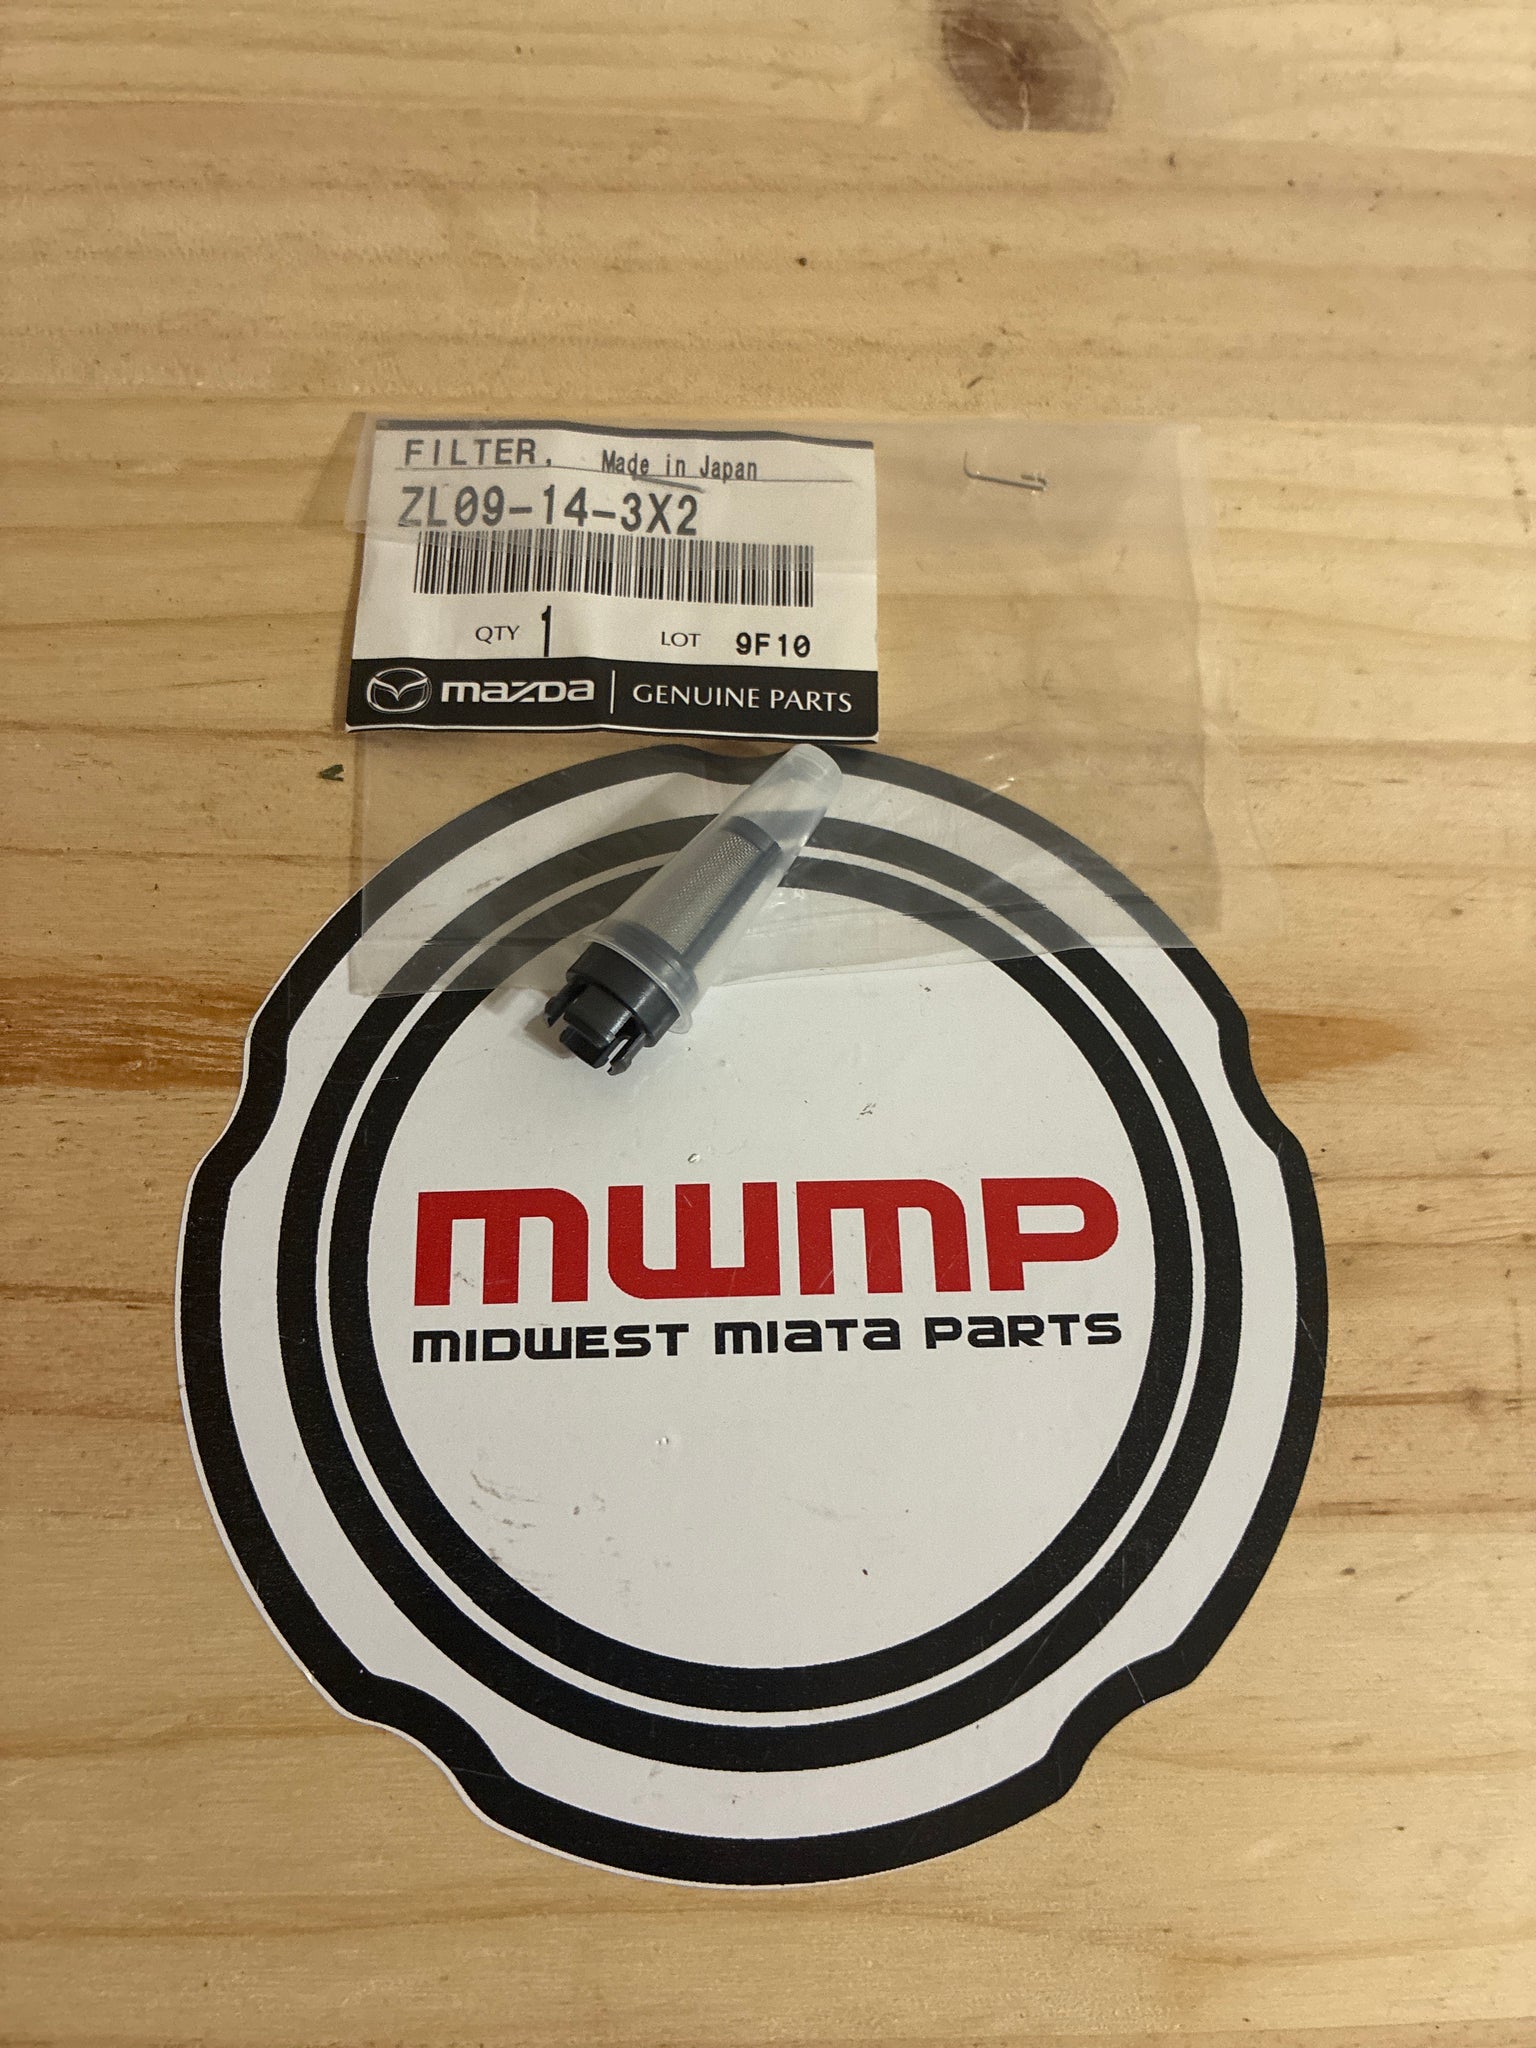 FILTER, Made in Japan
ZL09-14-3X2
QTY 1 LOT 9F10
mazda GENUINE PARTS
MWMP
MIDWEST MIATA PARTS